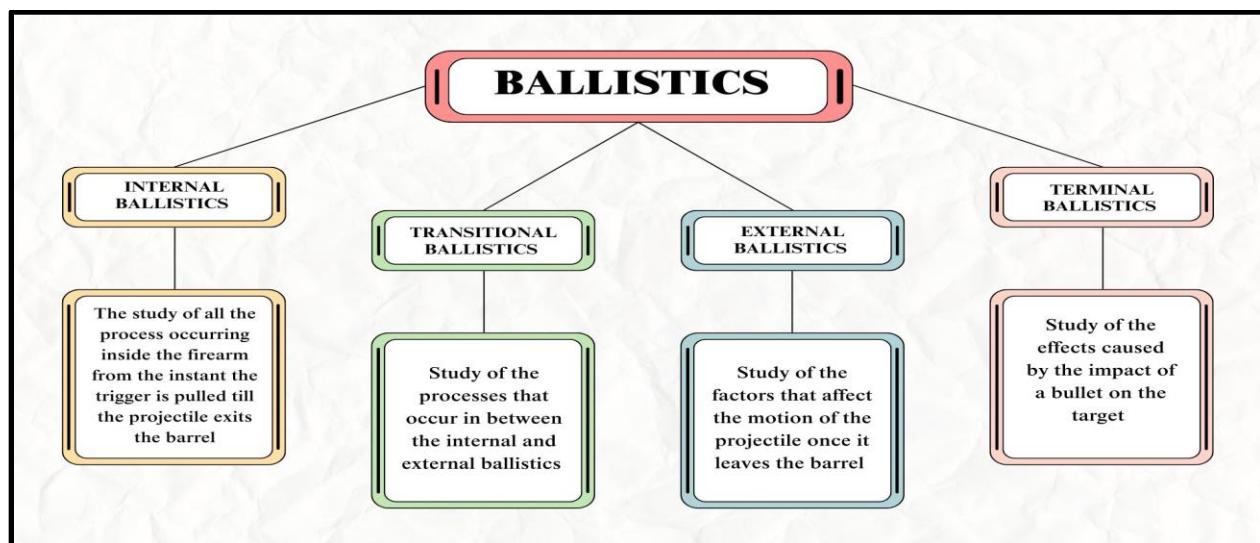 BALLISTICS
INTERNAL
BALLISTICS
The study of all the
process occurring
inside the firearm
from the instant the
trigger is pulled till
the projectile exits
the barrel
TRANSITIONAL
BALLISTICS
Study of the
processes that
occur in between
the internal and
external ballistics
EXTERNAL
BALLISTICS
Study of the
factors that affect
the motion of the
projectile once it
leaves the barrel
TERMINAL
BALLISTICS
Study of the
effects caused
by the impact of
a bullet on the
target